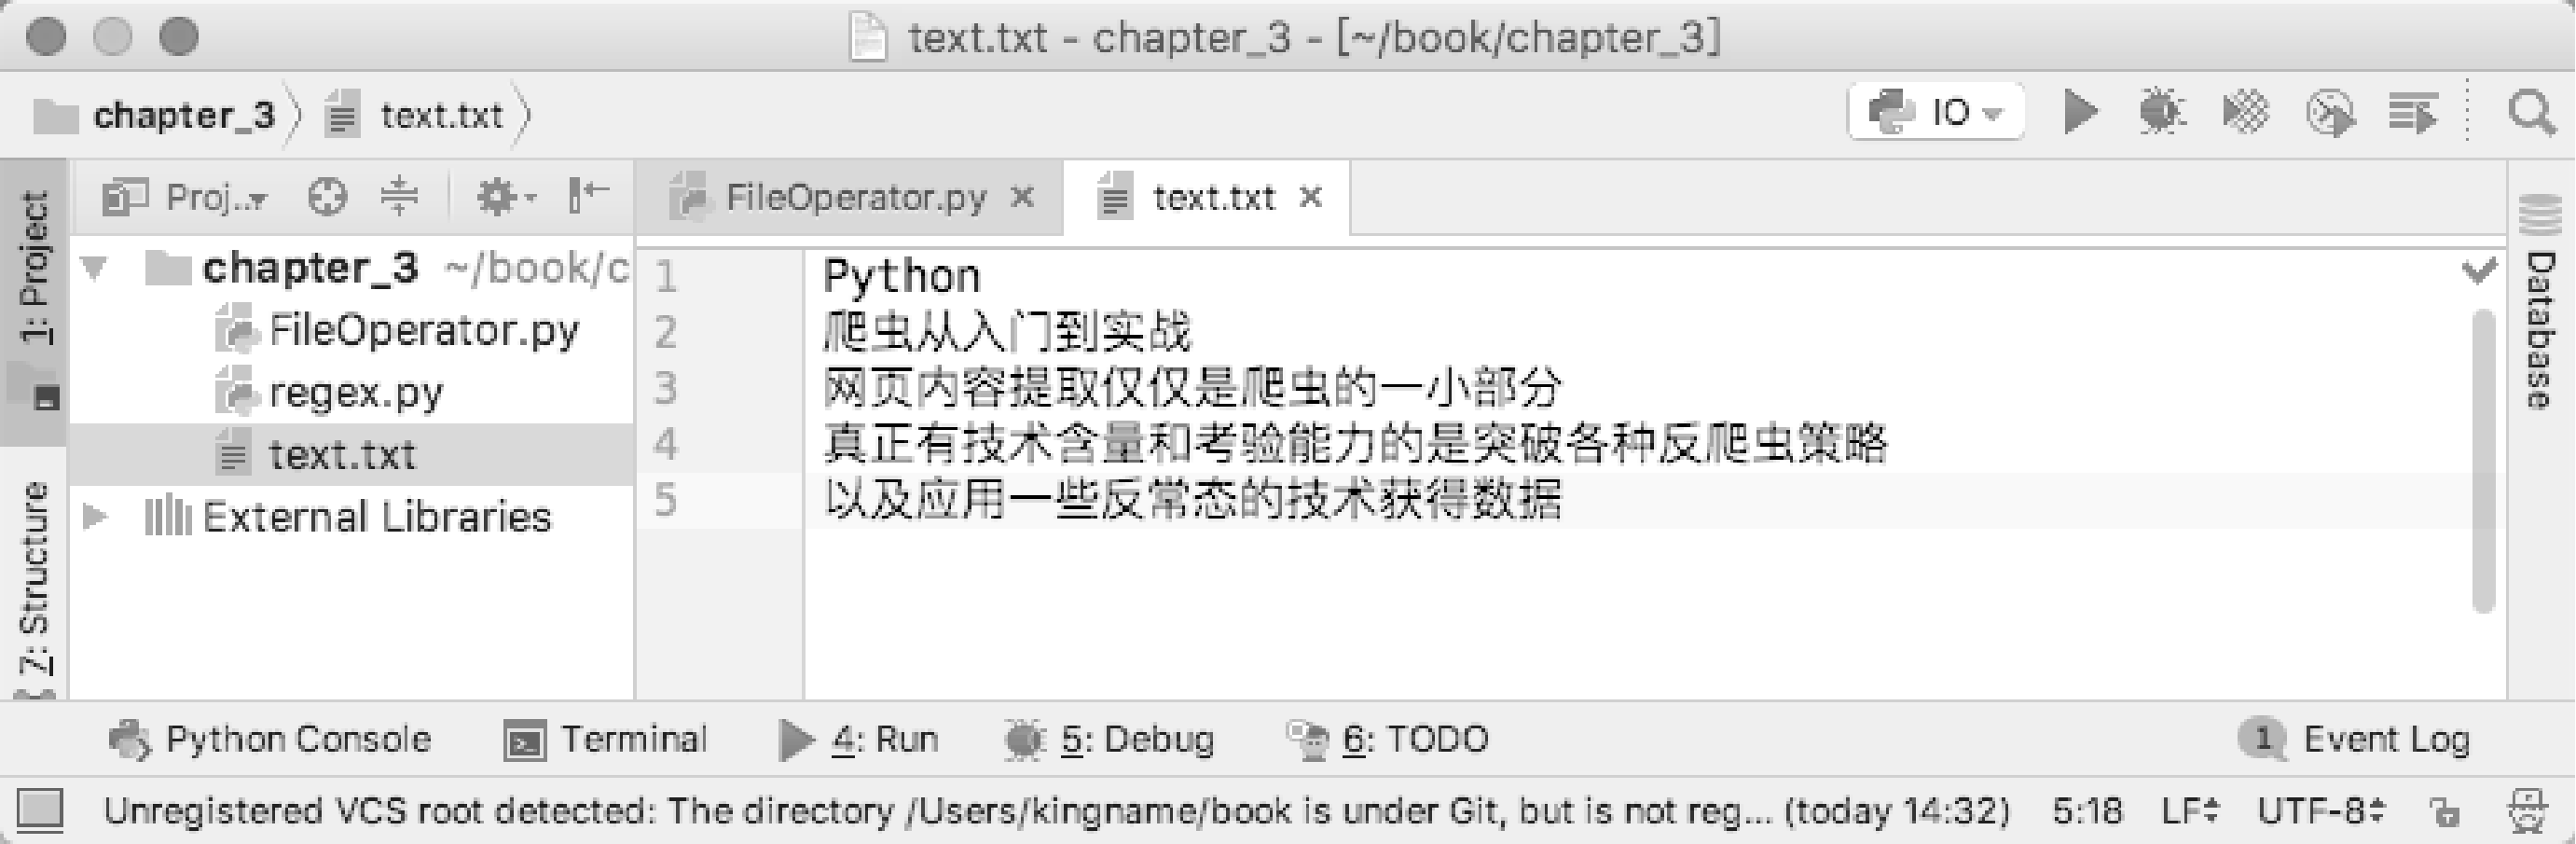 text.txt - chapter_3 - [~/book/chapter_3]
chapter_3 text.txt IO
1: Project
Proj..
FileOperator.py text.txt
chapter_3 ~/book/c
FileOperator.py
regex.py
text.txt
External Libraries
7: Structure
1 Python
2 爬虫从入门到实战
3 网页内容提取仅仅是爬虫的一小部分
4 真正有技术含量和考验能力的是突破各种反爬虫策略
5 以及应用一些反常态的技术获得数据
Database
Python Console Terminal 4: Run 5: Debug 6: TODO 1 Event Log
Unregistered VCS root detected: The directory /Users/kingname/book is under Git, but is not reg... (today 14:32) 5:18 LF UTF-8